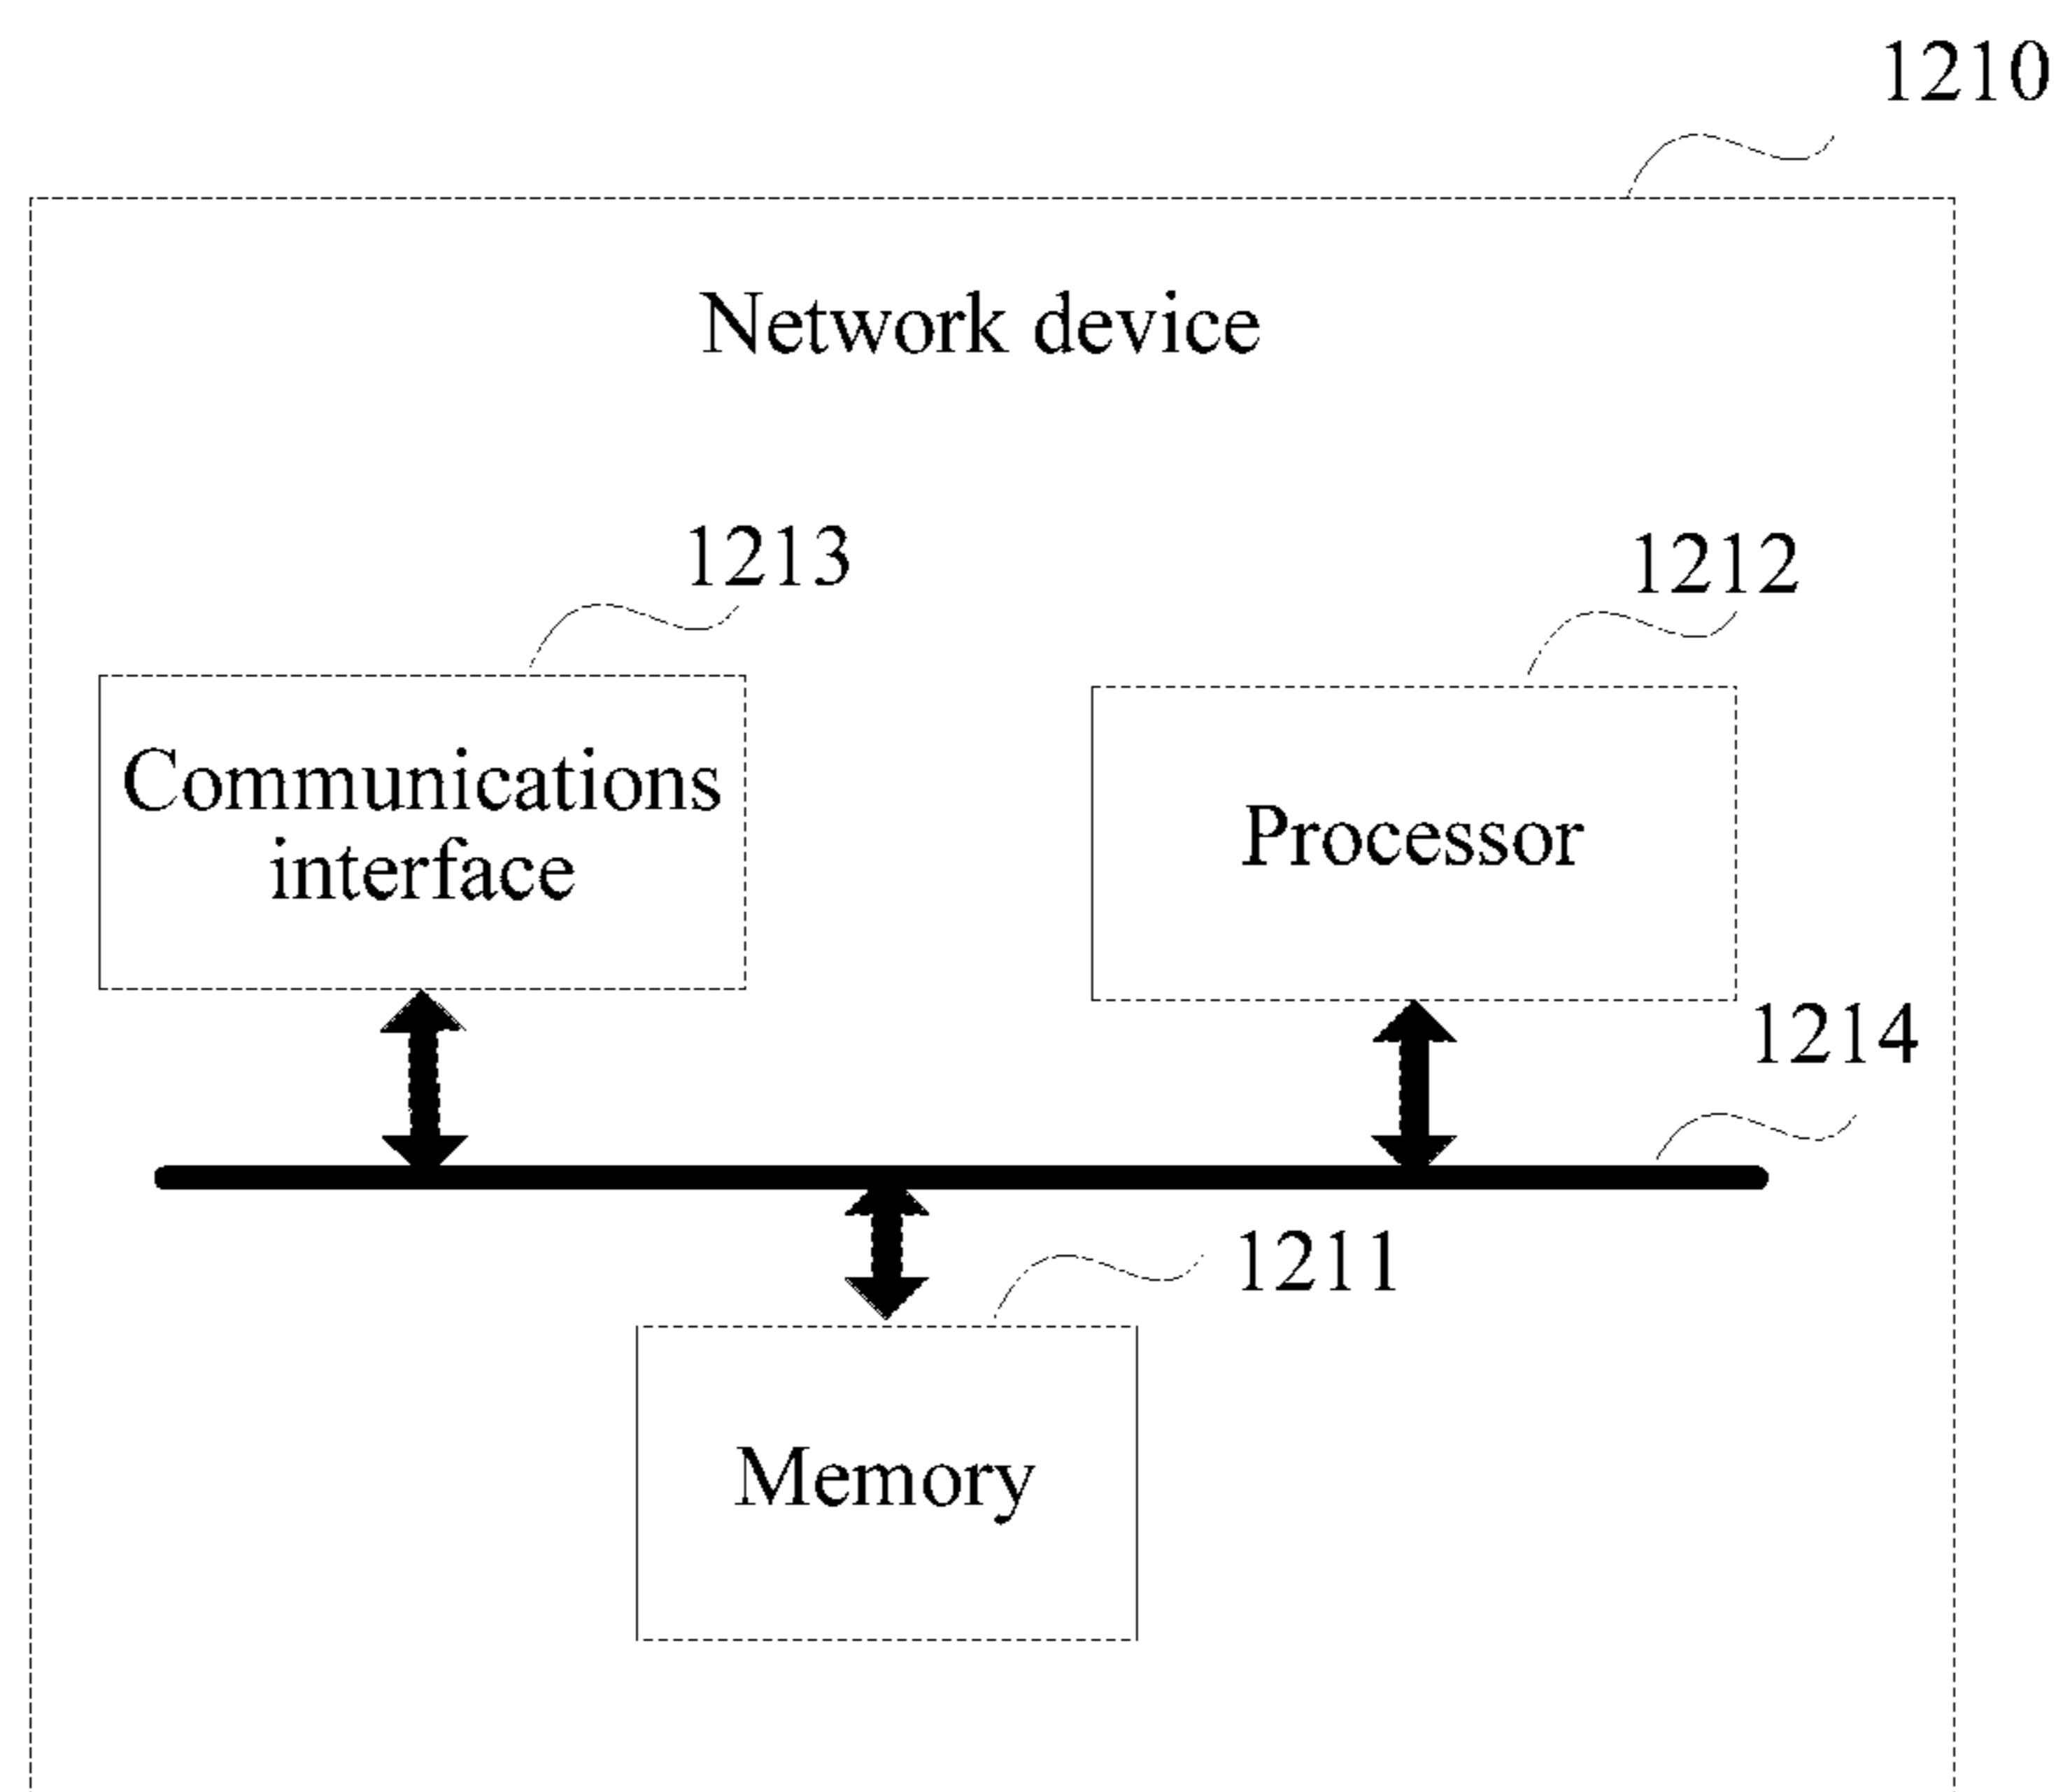 1210
Network device
1213
1212
Communications
interface
Processor
1214
1211
Memory